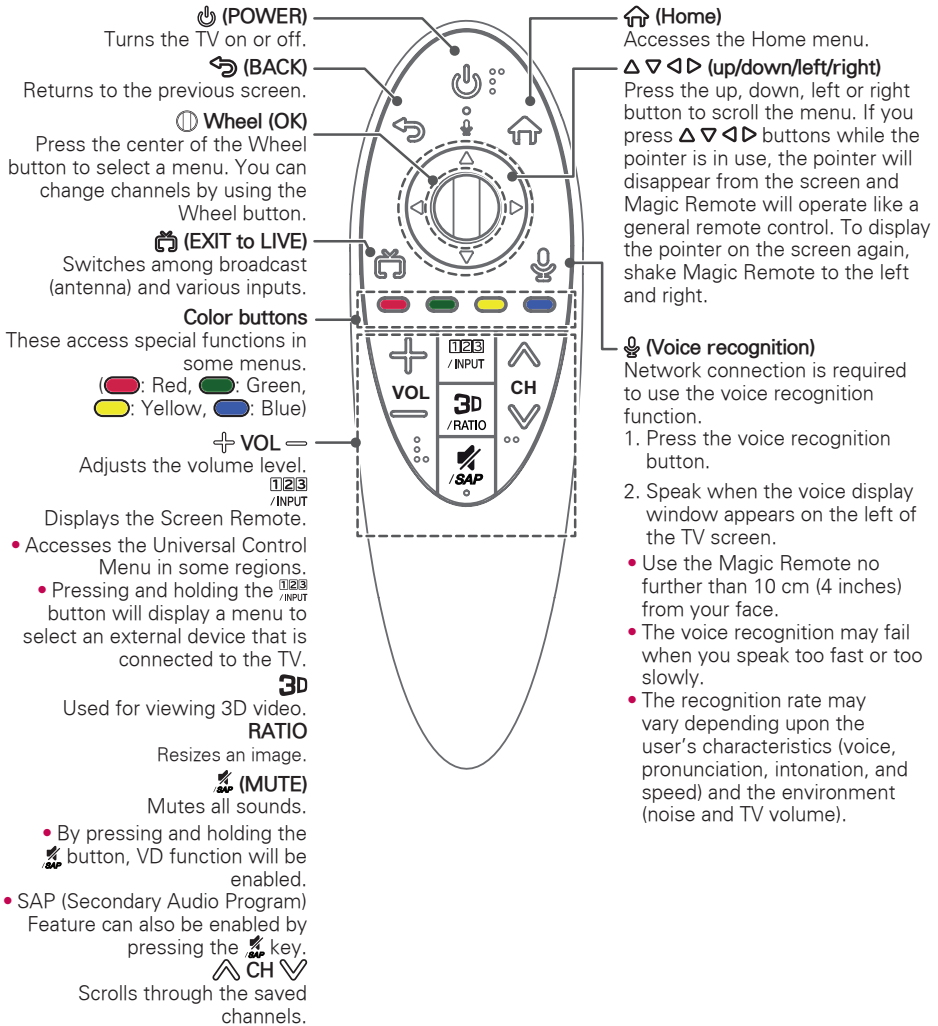 (POWER)
Turns the TV on or off.
(BACK)
Returns to the previous screen.
Wheel (OK)
Press the center of the Wheel
button to select a menu. You can
change channels by using the
Wheel button.
(EXIT to LIVE)
Switches among broadcast
(antenna) and various inputs.
Color buttons
These access special functions in
some menus.
( : Red, : Green,
: Yellow, : Blue)
+ VOL -
Adjusts the volume level.
123
/INPUT
Displays the Screen Remote.
• Accesses the Universal Control
Menu in some regions.
• Pressing and holding the 123/INPUT
button will display a menu to
select an external device that is
connected to the TV.
3D
Used for viewing 3D video.
RATIO
Resizes an image.
/SAP (MUTE)
Mutes all sounds.
• By pressing and holding the
/SAP button, VD function will be
enabled.
• SAP (Secondary Audio Program)
Feature can also be enabled by
pressing the /SAP key.
CH
Scrolls through the saved
channels.
VOL
123
/INPUT
3D
/RATIO
/SAP
CH
(Home)
Accesses the Home menu.
△ ▽ ◁ ▷ (up/down/left/right)
Press the up, down, left or right
button to scroll the menu. If you
press △ ▽ ◁ ▷ buttons while the
pointer is in use, the pointer will
disappear from the screen and
Magic Remote will operate like a
general remote control. To display
the pointer on the screen again,
shake Magic Remote to the left
and right.
(Voice recognition)
Network connection is required
to use the voice recognition
function.
1. Press the voice recognition
button.
2. Speak when the voice display
window appears on the left of
the TV screen.
• Use the Magic Remote no
further than 10 cm (4 inches)
from your face.
• The voice recognition may fail
when you speak too fast or too
slowly.
• The recognition rate may
vary depending upon the
user's characteristics (voice,
pronunciation, intonation, and
speed) and the environment
(noise and TV volume).